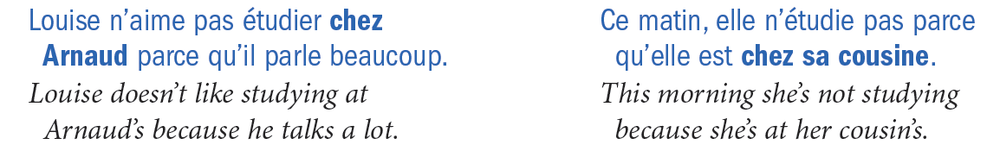 Louise n’aime pas étudier chez
Arnaud parce qu’il parle beaucoup.
Louise doesn’t like studying at
Arnaud’s because he talks a lot.
Ce matin, elle n’étudie pas parce
qu’elle est chez sa cousine.
This morning she’s not studying
because she’s at her cousin’s.